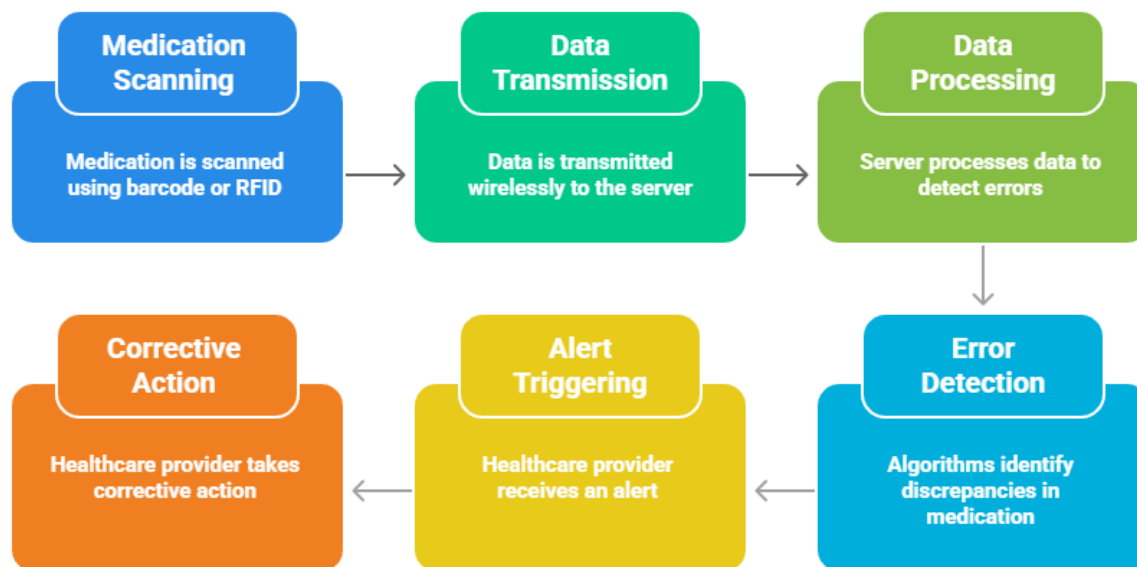 Medication
Scanning
Medication is scanned
using barcode or RFID
Data
Transmission
Data is transmitted
wirelessly to the server
Data
Processing
Server processes data to
detect errors
Error
Detection
Algorithms identify
discrepancies in
medication
Alert
Triggering
Healthcare provider
receives an alert
Corrective
Action
Healthcare provider takes
corrective action